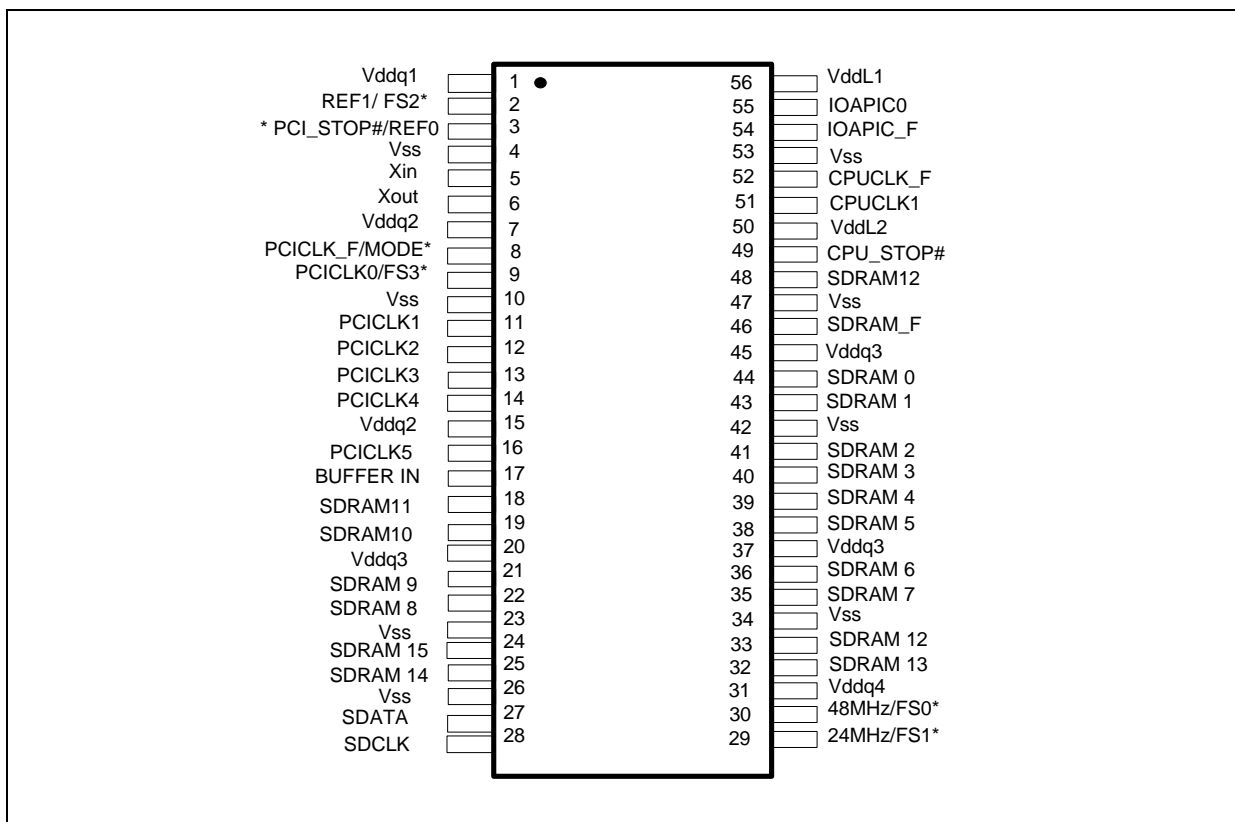 Vddq1 1 56 VddL1
REF1/ FS2* 2 55 IOAPIC0
* PCI_STOP#/REF0 3 54 IOAPIC_F
Vss 4 53 Vss
Xin 5 52 CPUCLK_F
Xout 6 51 CPUCLK1
Vddq2 7 50 VddL2
PCICLK_F/MODE* 8 49 CPU_STOP#
PCICLK0/FS3* 9 48 SDRAM12
Vss 10 47 Vss
PCICLK1 11 46 SDRAM_F
PCICLK2 12 45 Vddq3
PCICLK3 13 44 SDRAM 0
PCICLK4 14 43 SDRAM 1
Vddq2 15 42 Vss
PCICLK5 16 41 SDRAM 2
BUFFER IN 17 40 SDRAM 3
SDRAM11 18 39 SDRAM 4
SDRAM10 19 38 SDRAM 5
Vddq3 20 37 Vddq3
SDRAM 9 21 36 SDRAM 6
SDRAM 8 22 35 SDRAM 7
Vss 23 34 Vss
SDRAM 15 24 33 SDRAM 12
SDRAM 14 25 32 SDRAM 13
Vss 26 31 Vddq4
SDATA 27 30 48MHz/FS0*
SDCLK 28 29 24MHz/FS1*